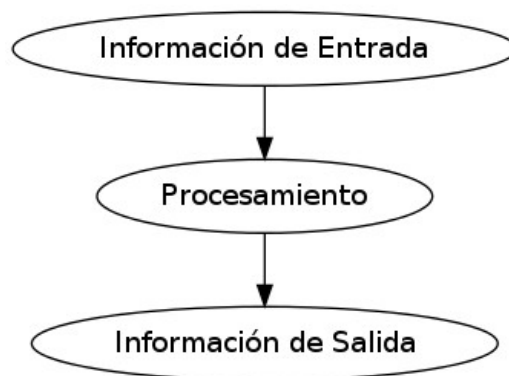 Información de Entrada
Procesamiento
Información de Salida